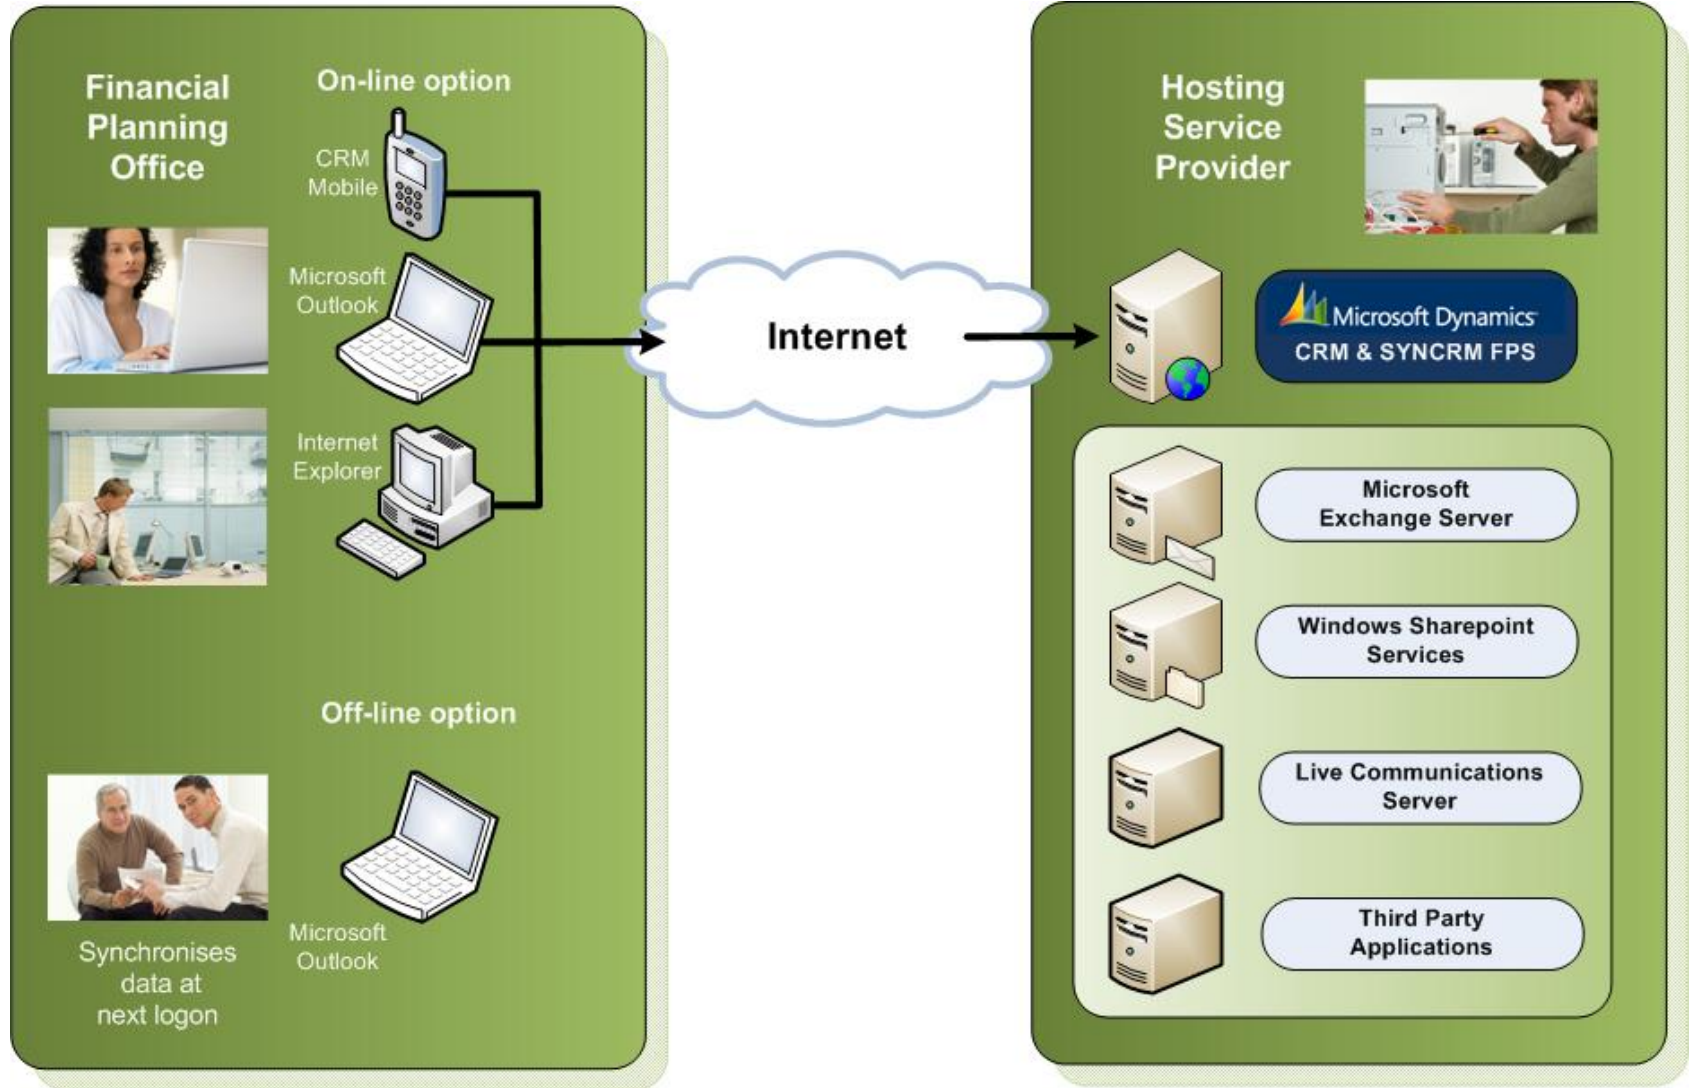 Financial
Planning
Office
On-line option
CRM
Mobile
Microsoft
Outlook
Internet
Explorer
Off-line option
Microsoft
Outlook
Synchronises
data at
next logon
Internet
Hosting
Service
Provider
Microsoft Dynamics
CRM & SYNCRM FPS
Microsoft
Exchange Server
Windows Sharepoint
Services
Live Communications
Server
Third Party
Applications